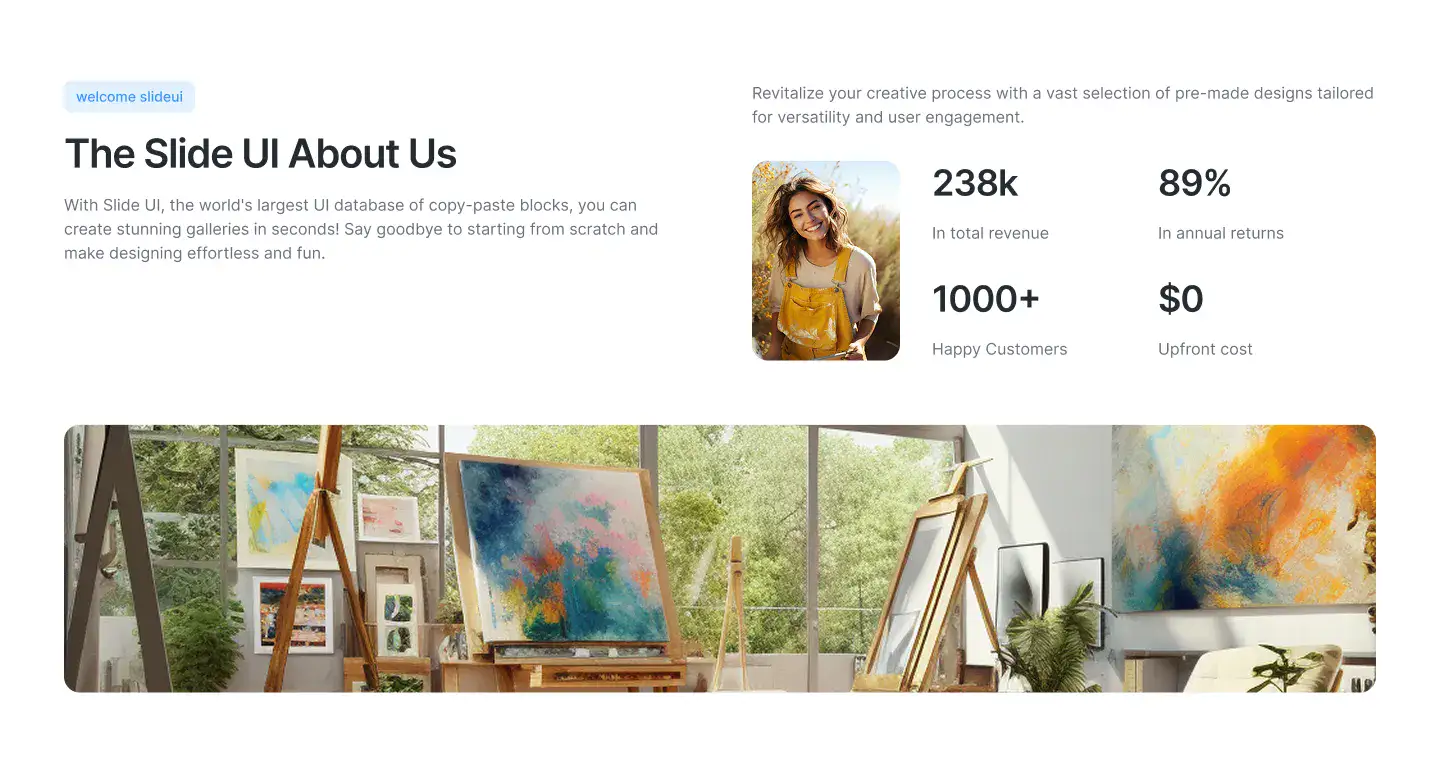 welcome slideui
The Slide UI About Us
With Slide UI, the world's largest UI database of copy-paste blocks, you can
create stunning galleries in seconds! Say goodbye to starting from scratch and
make designing effortless and fun.
Revitalize your creative process with a vast selection of pre-made designs tailored
for versatility and user engagement.
238k
In total revenue
89%
In annual returns
1000+
Happy Customers
$0
Upfront cost